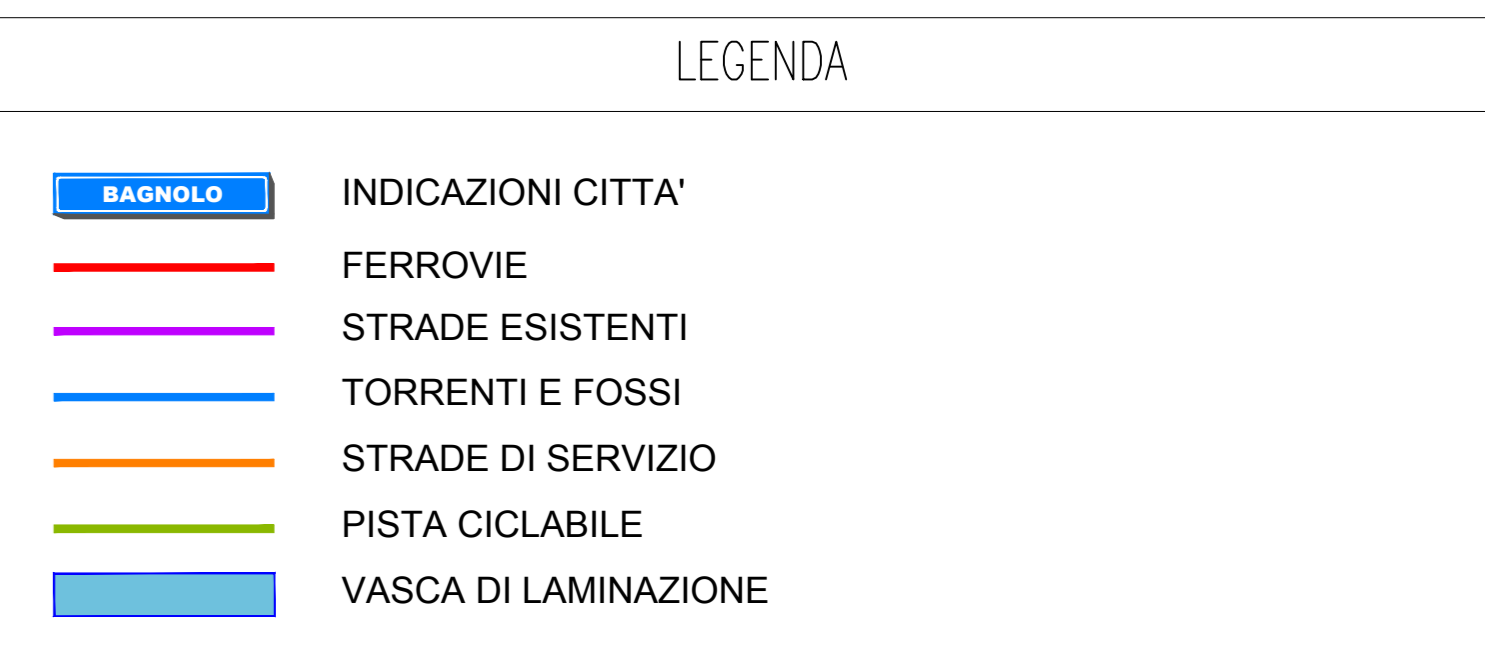 LEGENDA
BAGNOLO INDICAZIONI CITTA'
FERROVIE
STRADE ESISTENTI
TORRENTI E FOSSI
STRADE DI SERVIZIO
PISTA CICLABILE
VASCA DI LAMINAZIONE